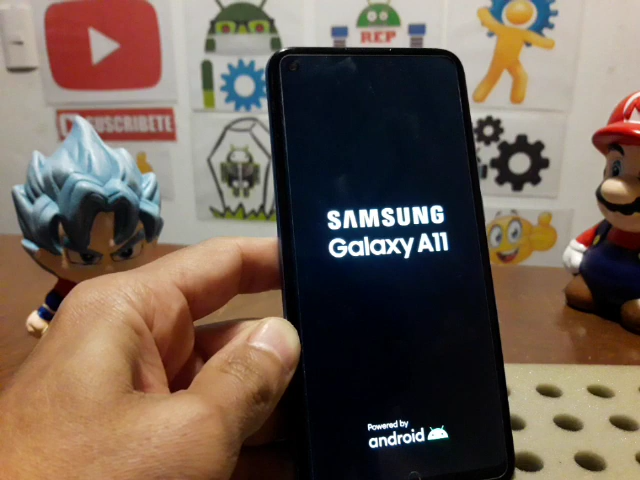 REP
SUSCRIBETE
SAMSUNG
Galaxy A11
Powered by
android